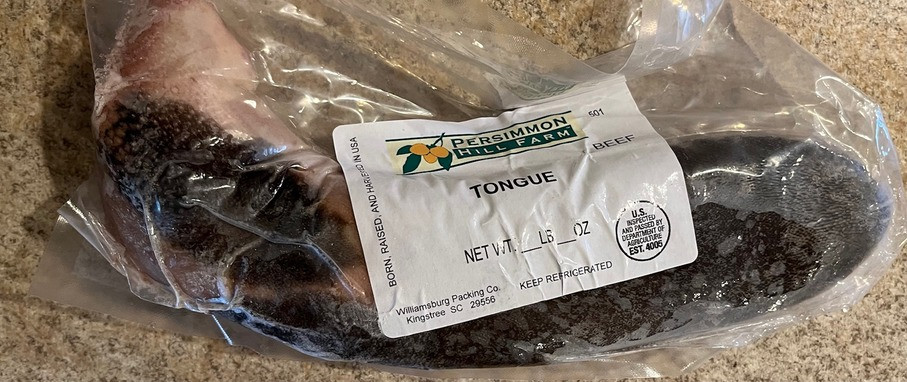 501
PERSIMMON
HILL FARM
BEEF
TONGUE
BORN, RAISED, AND IN USA
NET WT. __LB __OZ
U.S.
INSPECTED
AND PASSED BY
DEPARTMENT OF
AGRICULTURE
EST. 4005
KEEP REFRIGERATED
Williamsburg Packing Co.
Kingstree SC 29556